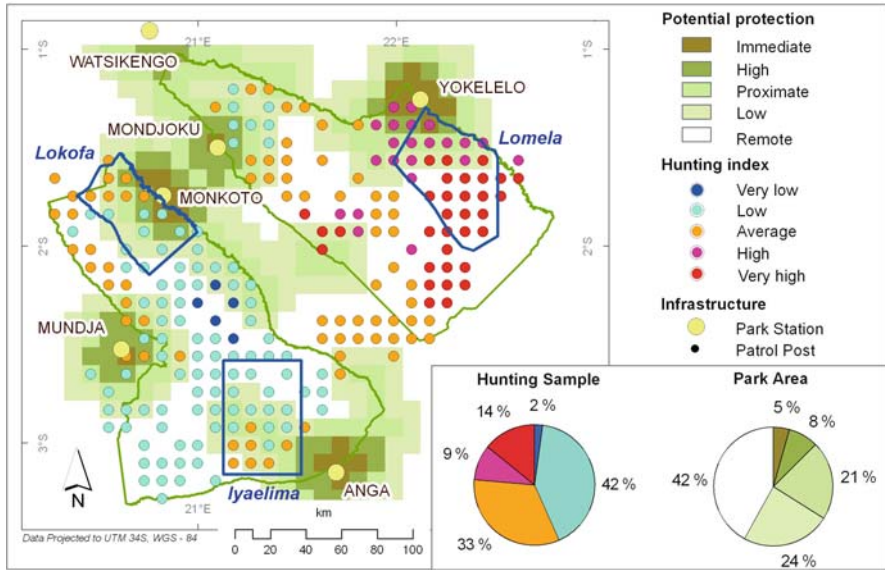 21°E
22°E
1°S
1°S
WATSIKENGO
YOKELELO
MONDJOKU
Lomela
Lokofa
MONKOTO
2°S
2°S
MUNDJA
3°S
Iyaelima
ANGA
N
21°E
km
0 20 40 60 80 100
Data Projected to UTM 34S, WGS - 84
Potential protection
Immediate
High
Proximate
Low
Remote
Hunting index
Very low
Low
Average
High
Very high
Infrastructure
Park Station
Patrol Post
Hunting Sample
2 %
14 %
9 %
42 %
33 %
Park Area
5 %
8 %
42 %
21 %
24 %